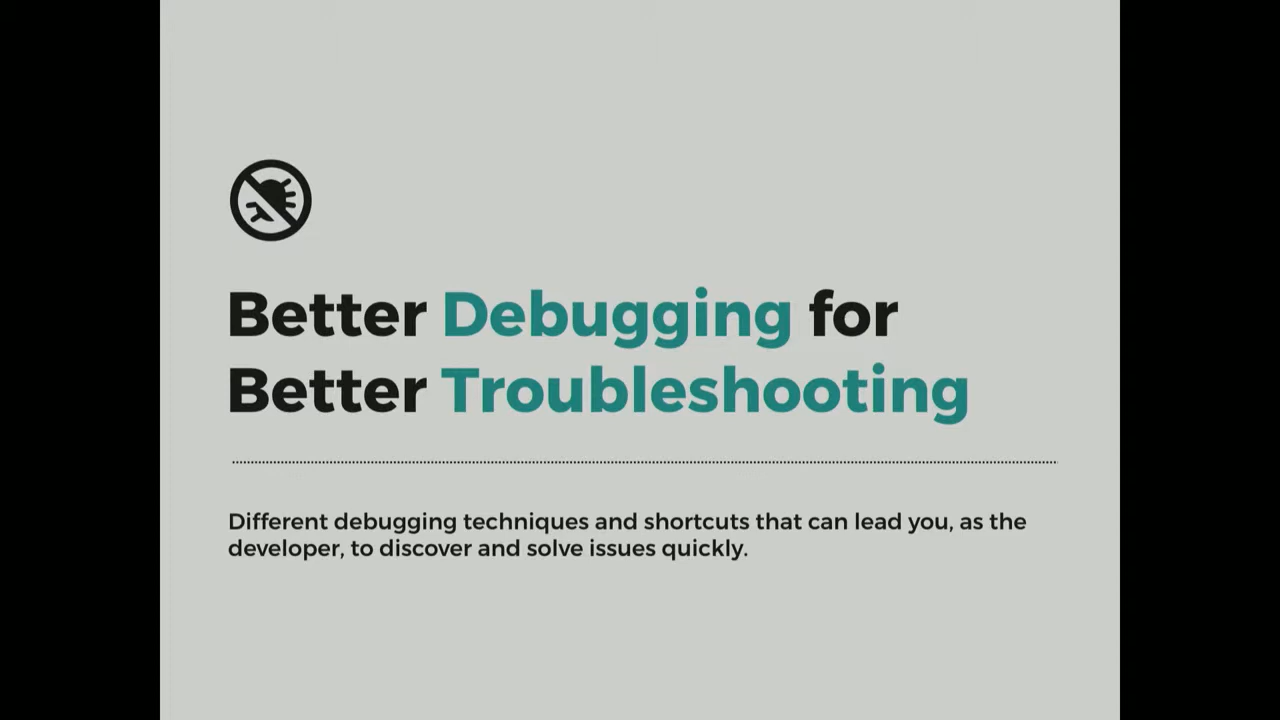 Better Debugging for
Better Troubleshooting
Different debugging techniques and shortcuts that can lead you, as the
developer, to discover and solve issues quickly.